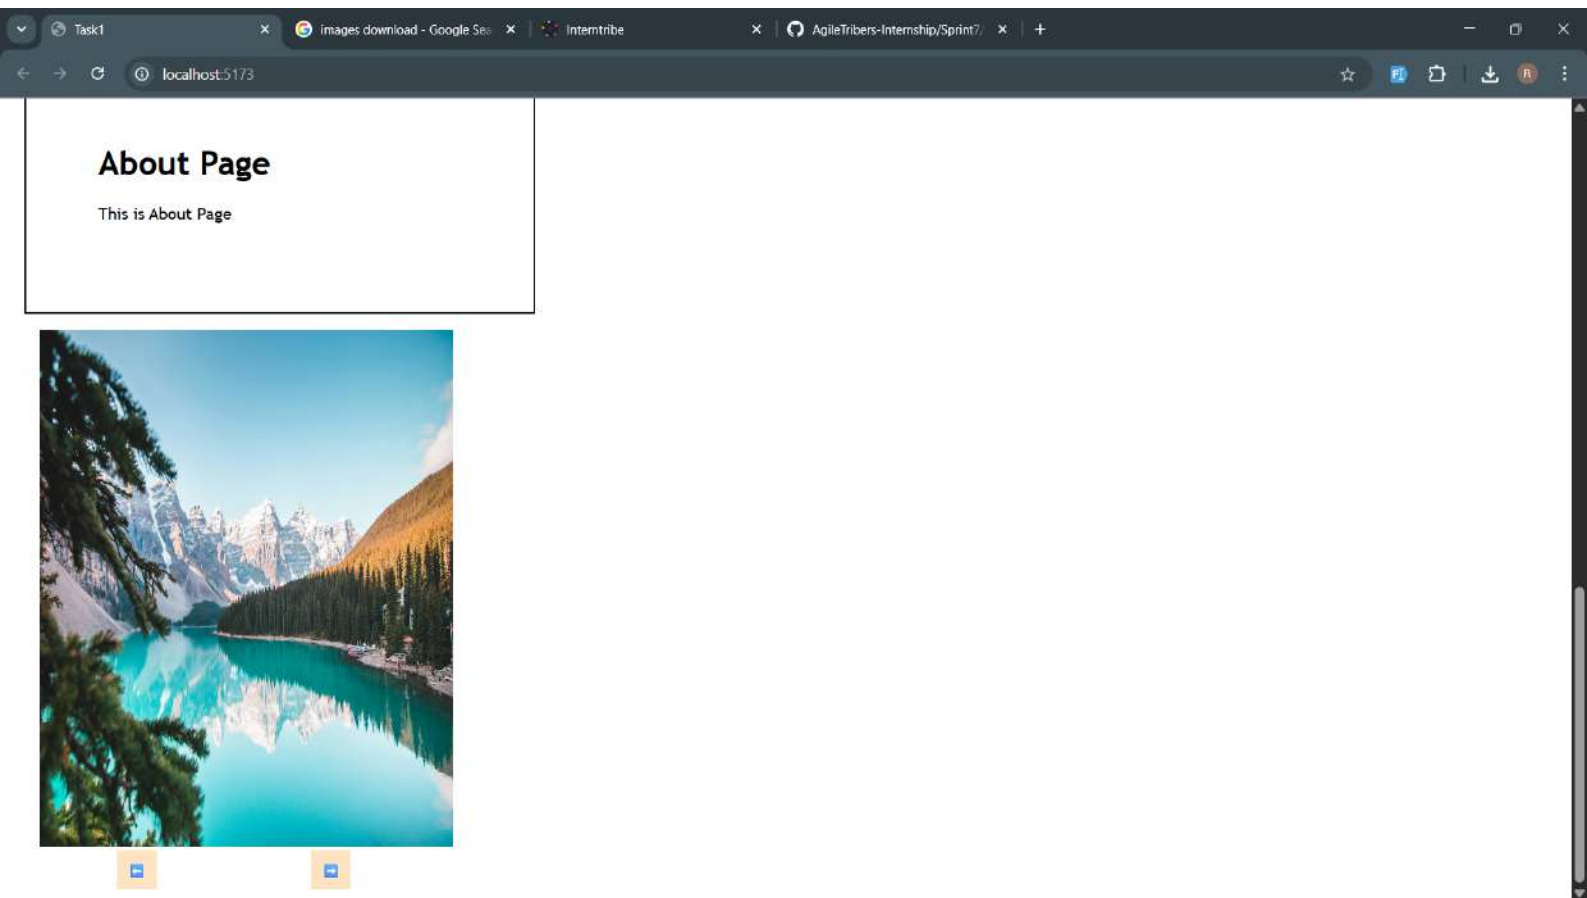 Task1
images download - Google Sea
Interntribe
AgileTribers-Internship/Sprint7/
localhost:5173
R
About Page
This is About Page